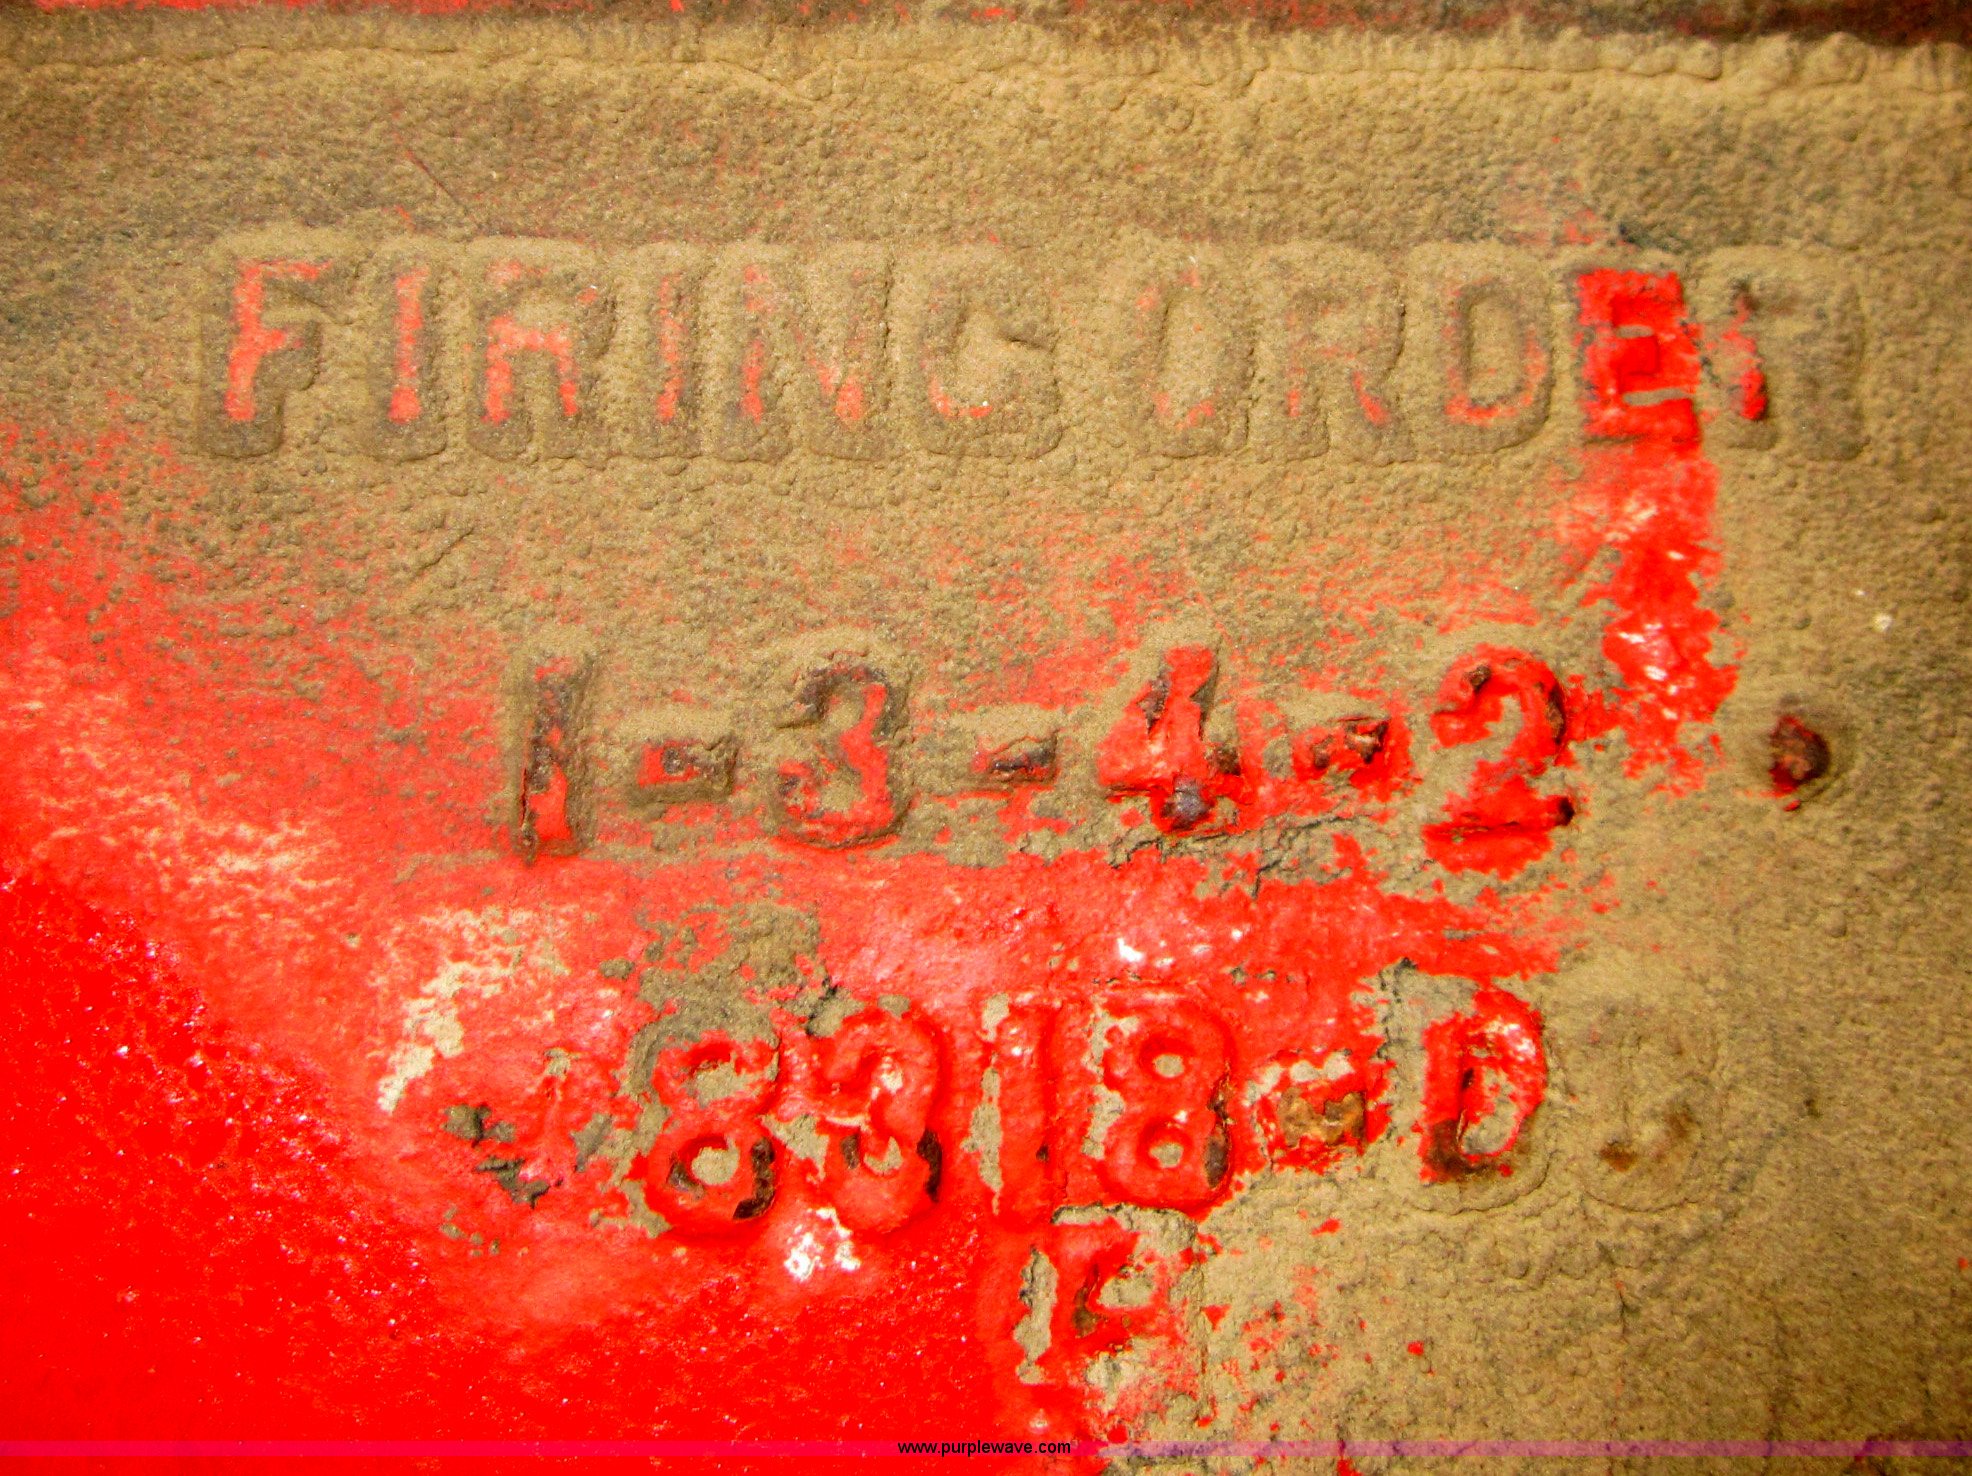 FIRING ORDER
1-3-4-2
8318-D
P
www.purplewave.com